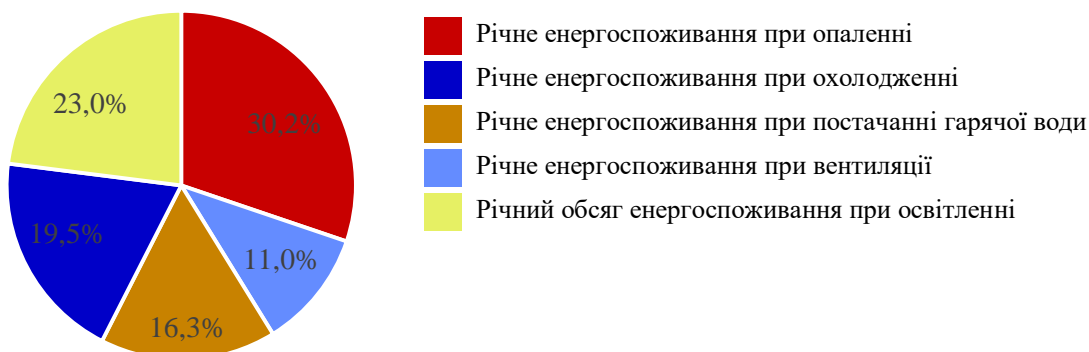 Річне енергоспоживання при опаленні
Річне енергоспоживання при охолодженні
Річне енергоспоживання при постачанні гарячої води
Річне енергоспоживання при вентиляції
Річний обсяг енергоспоживання при освітленні
23,0%
30,2%
19,5%
11,0%
16,3%